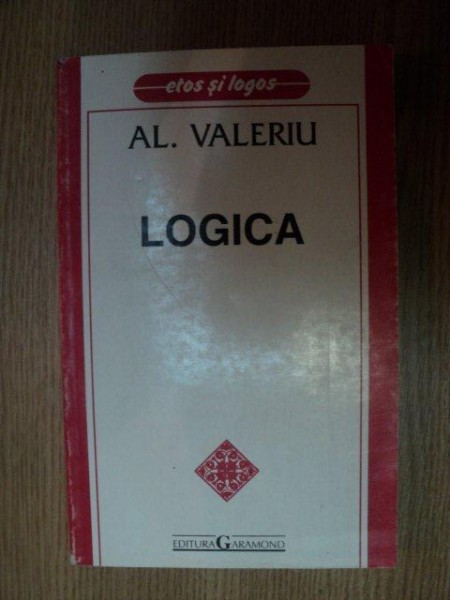 etos și logos
AL. VALERIU
LOGICA
EDITURA GARAMOND